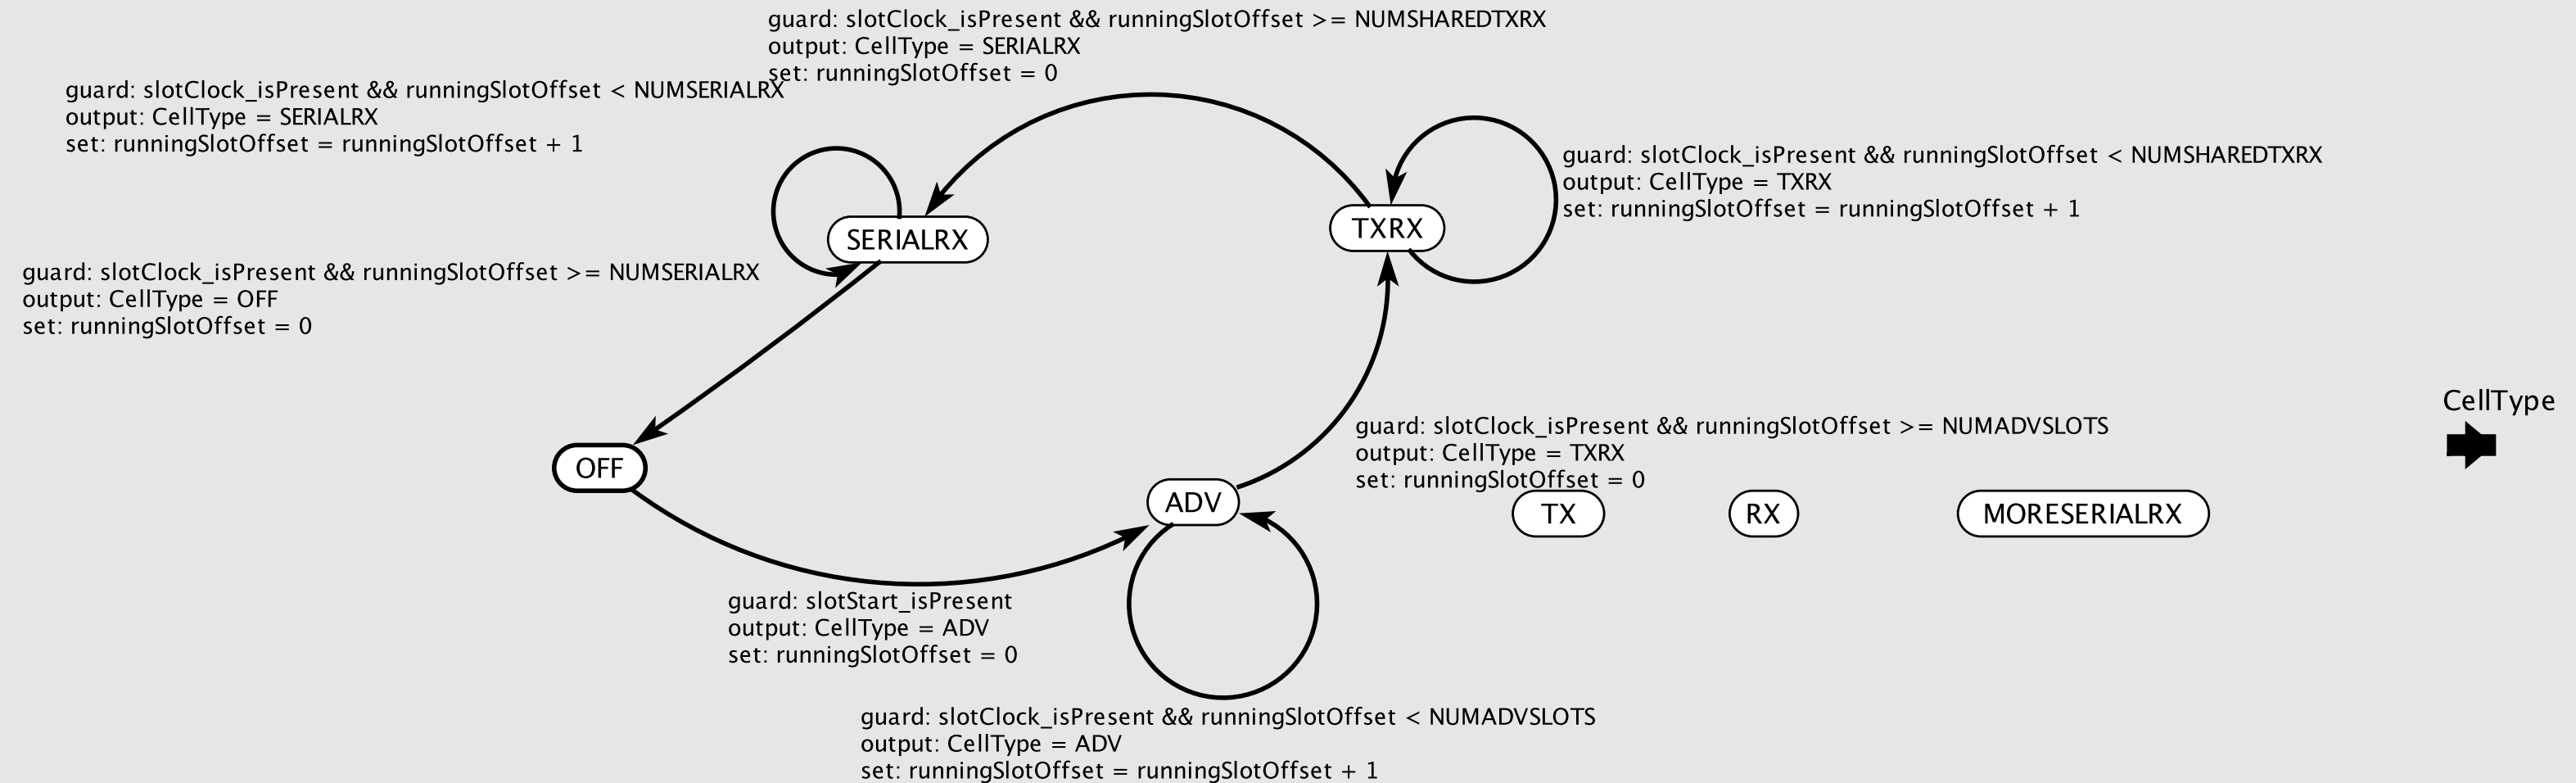 guard: slotClock_isPresent && runningSlotOffset >= NUMSHAREDTXRX
output: CellType = SERIALRX
set: runningSlotOffset = 0
guard: slotClock_isPresent && runningSlotOffset < NUMSERIALRX
output: CellType = SERIALRX
set: runningSlotOffset = runningSlotOffset + 1
guard: slotClock_isPresent && runningSlotOffset < NUMSHAREDTXRX
output: CellType = TXRX
set: runningSlotOffset = runningSlotOffset + 1
SERIALRX
TXRX
guard: slotClock_isPresent && runningSlotOffset >= NUMSERIALRX
output: CellType = OFF
set: runningSlotOffset = 0
CellType
guard: slotClock_isPresent && runningSlotOffset >= NUMADVSLOTS
output: CellType = TXRX
set: runningSlotOffset = 0
OFF
ADV
TX
RX
MORESERIALRX
guard: slotStart_isPresent
output: CellType = ADV
set: runningSlotOffset = 0
guard: slotClock_isPresent && runningSlotOffset < NUMADVSLOTS
output: CellType = ADV
set: runningSlotOffset = runningSlotOffset + 1